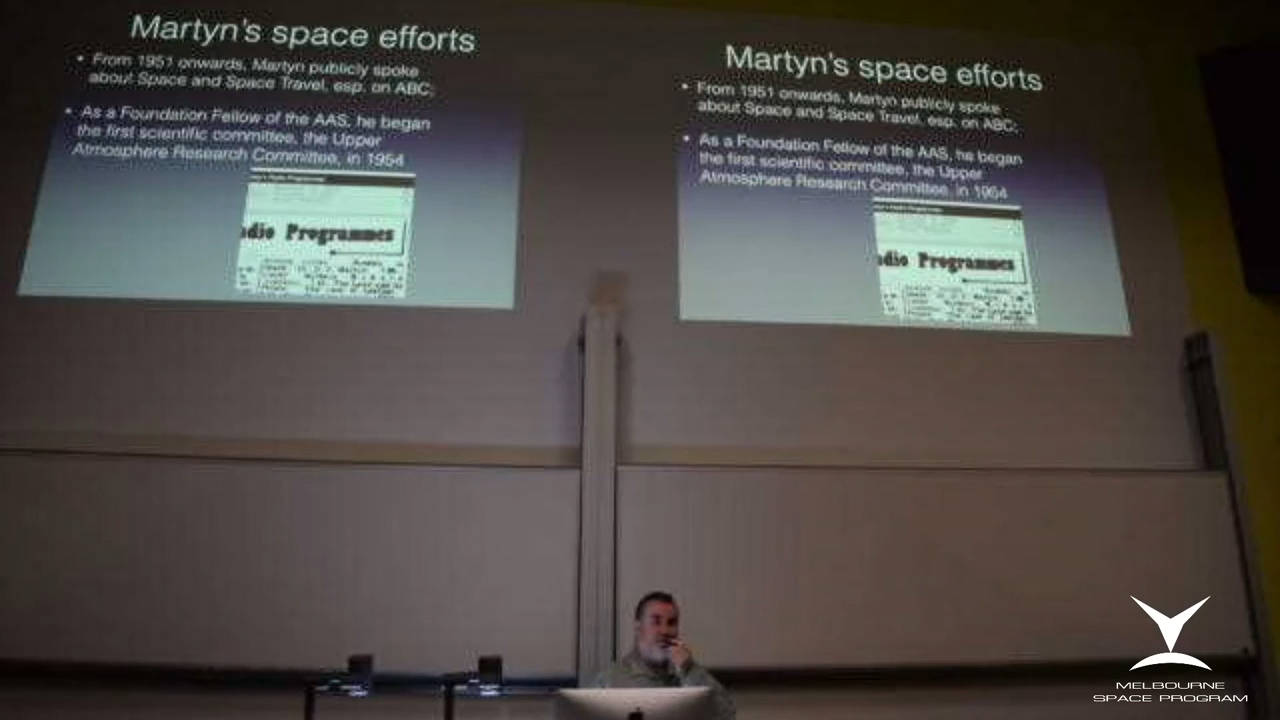 Martyn's space efforts
• From 1951 onwards, Martyn publicly spoke
about Space and Space Travel, esp. on ABC;
• As a Foundation Fellow of the AAS, he began
the first scientific committee, the Upper
Atmosphere Research Committee, in 1954
adio Programmes
Martyn's space efforts
• From 1951 onwards, Martyn publicly spoke
about Space and Space Travel, esp. on ABC;
• As a Foundation Fellow of the AAS, he began
the first scientific committee, the Upper
Atmosphere Research Committee, in 1954
adio Programmes
MELBOURNE
SPACE PROGRAM